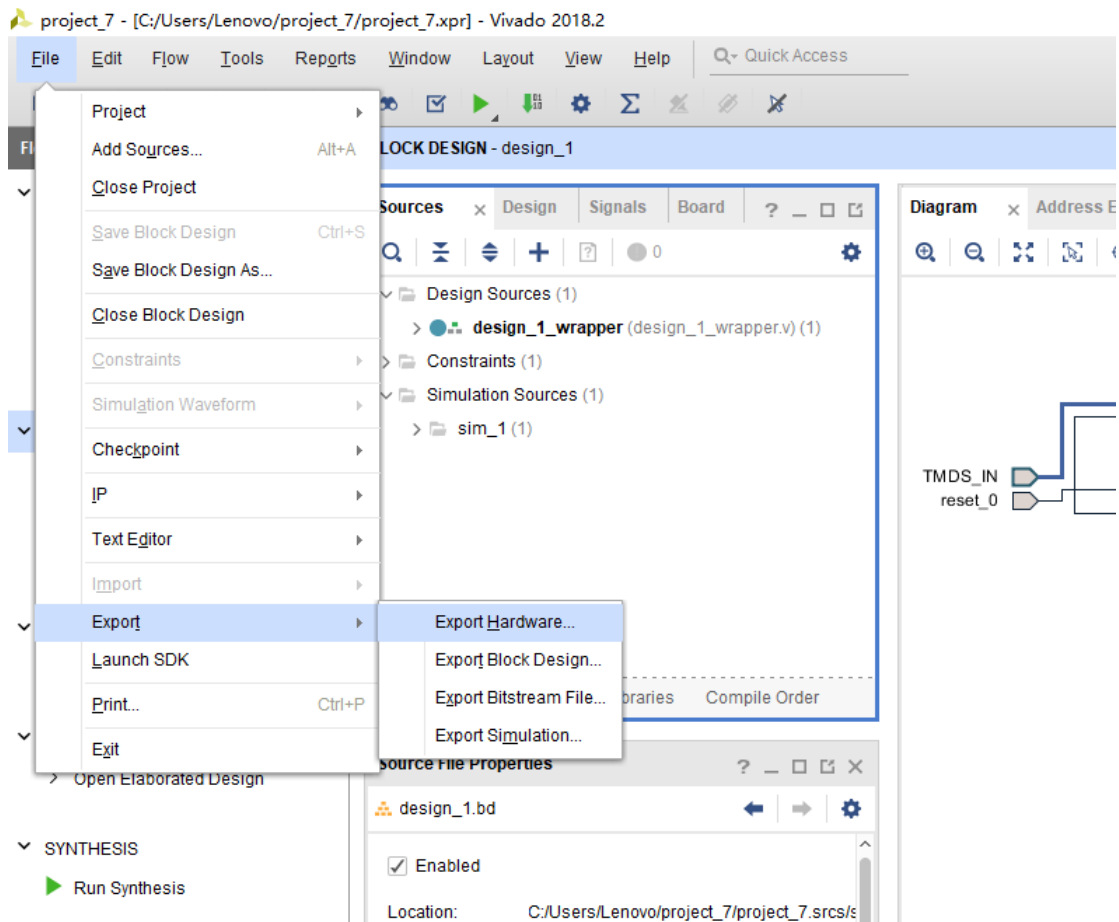 project_7 - [C:/Users/Lenovo/project_7/project_7.xpr] - Vivado 2018.2
File Edit Flow Tools Reports Window Layout View Help Quick Access
BLOCK DESIGN - design_1
Project
Add Sources... Alt+A
Close Project
Save Block Design Ctrl+S
Save Block Design As...
Close Block Design
Constraints
Simulation Waveform
Checkpoint
IP
Text Editor
Import
Export
Launch SDK
Print... Ctrl+P
Exit
Export Hardware...
Export Block Design...
Export Bitstream File...
Export Simulation...
Open Elaborated Design
SYNTHESIS
Run Synthesis
Sources Design Signals Board
0
Design Sources (1)
design_1_wrapper (design_1_wrapper.v) (1)
Constraints (1)
Simulation Sources (1)
sim_1 (1)
braries Compile Order
Source File Properties
design_1.bd
Enabled
Location: C:/Users/Lenovo/project_7/project_7.srcs/s
Diagram Address E
TMDS_IN
reset_0